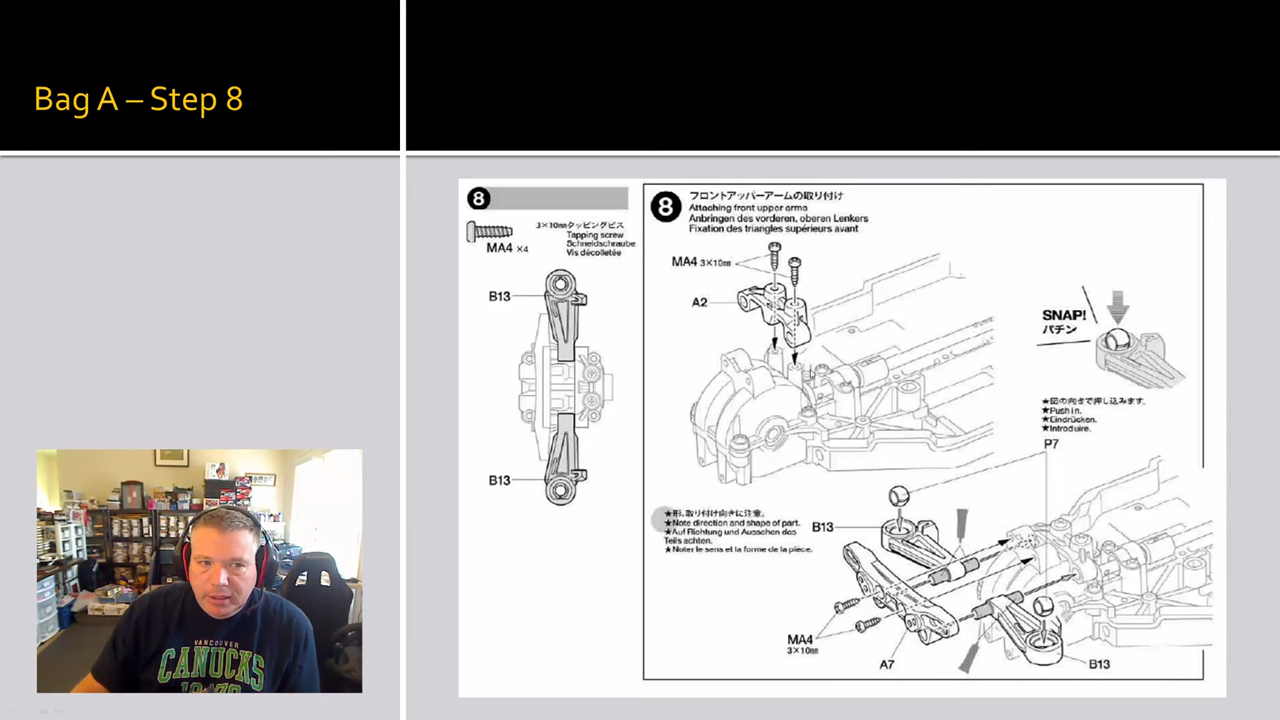 Bag A – Step 8
8
3×10㎜タッピングビス
Tapping screw
Schneidschraube
Vis décolletée
MA4 ×4
B13
B13
8
フロントアッパーアームの取り付け
Attaching front upper arms
Anbringen des vorderen, oberen Lenkers
Fixation des triangles supérieurs avant
MA4 3×10㎜
A2
SNAP!
パチン
★図の向きで押し込みます。
★Push in.
★Eindrücken.
★Introduire.
P7
★形、取り付け向きに注意。
★Note direction and shape of part.
★Auf Richtung und Ausschen des
Teils achten.
★Noter le sens et la forme de la pièce.
B13
MA4
3×10㎜
A7
B13
VANCOUVER
CANUCKS